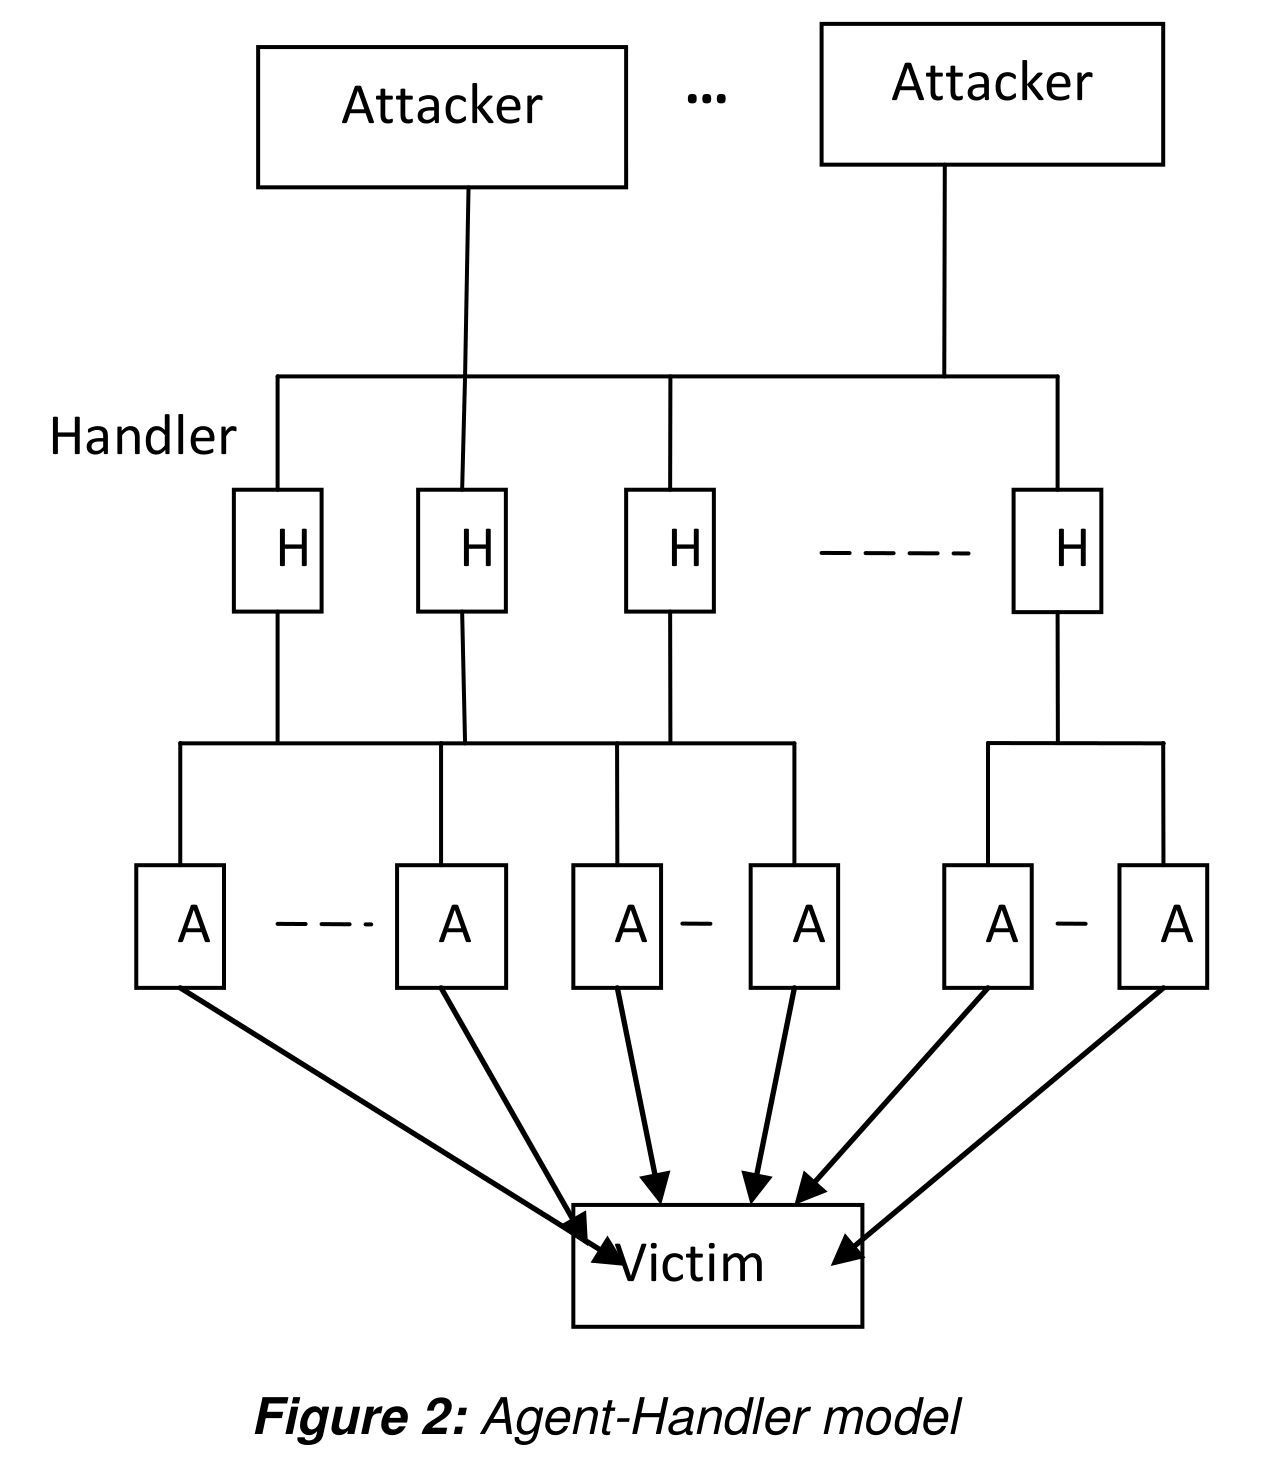 Attacker ... Attacker
Handler
H H H H
A A A A A A
Victim
Figure 2: Agent-Handler model